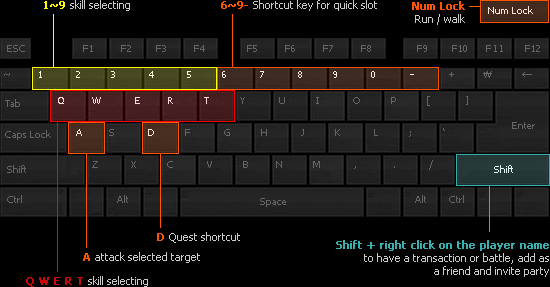 1~9 skill selecting
6~9- Shortcut key for quick slot
Num Lock
Run / walk
Num Lock
ESC F1 F2 F3 F4 F5 F6 F7 F8 F9 F10 F11 F12
~ 1 2 3 4 5 6 7 8 9 0 - + ₩ ←
Tab Q W E R T Y U I O P [ ]
Enter
Caps Lock A S D F G H J K L ; '
Shift Z X C V B N M , . / Shift
Ctrl Alt Space Alt Ctrl
D Quest shortcut
A attack selected target
Q W E R T skill selecting
Shift + right click on the player name
to have a transaction or battle, add as
a friend and invite party